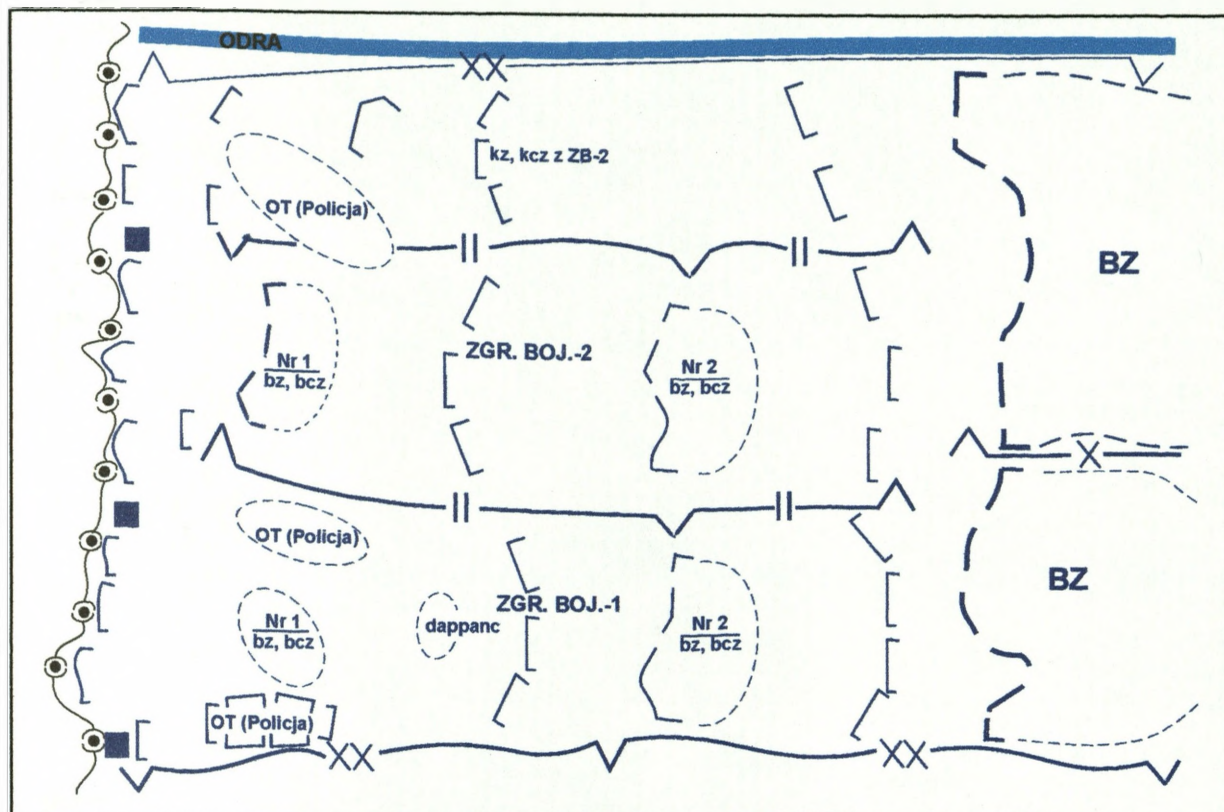 ODRA
kz, kcz z ZB-2
OT (Policja)
BZ
ZGR. BOJ.-2
Nr 1
bz, bcz
Nr 2
bz, bcz
OT (Policja)
BZ
ZGR. BOJ.-1
Nr 1
bz, bcz
dappanc
Nr 2
bz, bcz
OT (Policja)